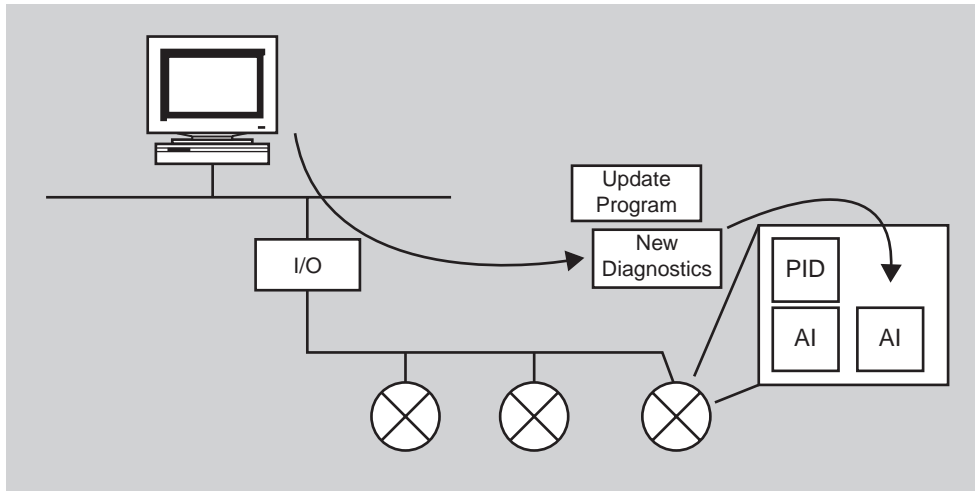 Update
Program
New
Diagnostics
I/O
PID
AI
AI